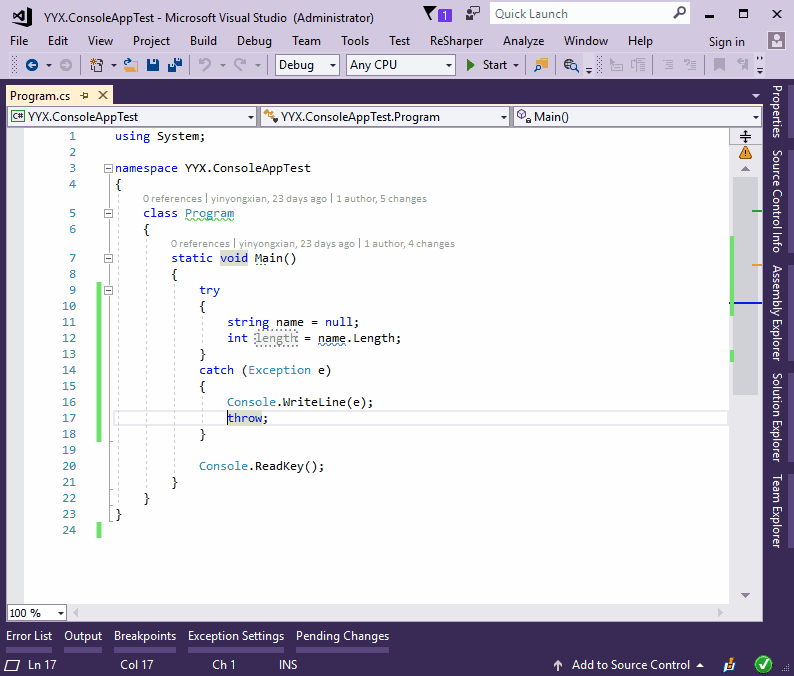 YYX.ConsoleAppTest - Microsoft Visual Studio (Administrator)
1
Quick Launch
File Edit View Project Build Debug Team Tools Test ReSharper Analyze Window Help Sign in
Debug Any CPU Start
Program.cs
C# YYX.ConsoleAppTest YYX.ConsoleAppTest.Program Main()
1 using System;
2
3 namespace YYX.ConsoleAppTest
4 {
0 references | yinyongxian, 23 days ago | 1 author, 5 changes
5 class Program
6 {
0 references | yinyongxian, 23 days ago | 1 author, 4 changes
7 static void Main()
8 {
9 try
10 {
11 string name = null;
12 int length = name.Length;
13 }
14 catch (Exception e)
15 {
16 Console.WriteLine(e);
17 throw;
18 }
19
20 Console.ReadKey();
21 }
22 }
23 }
24
Properties
Source Control Info
Assembly Explorer
Solution Explorer
Team Explorer
100 %
Error List Output Breakpoints Exception Settings Pending Changes
Ln 17 Col 17 Ch 1 INS Add to Source Control